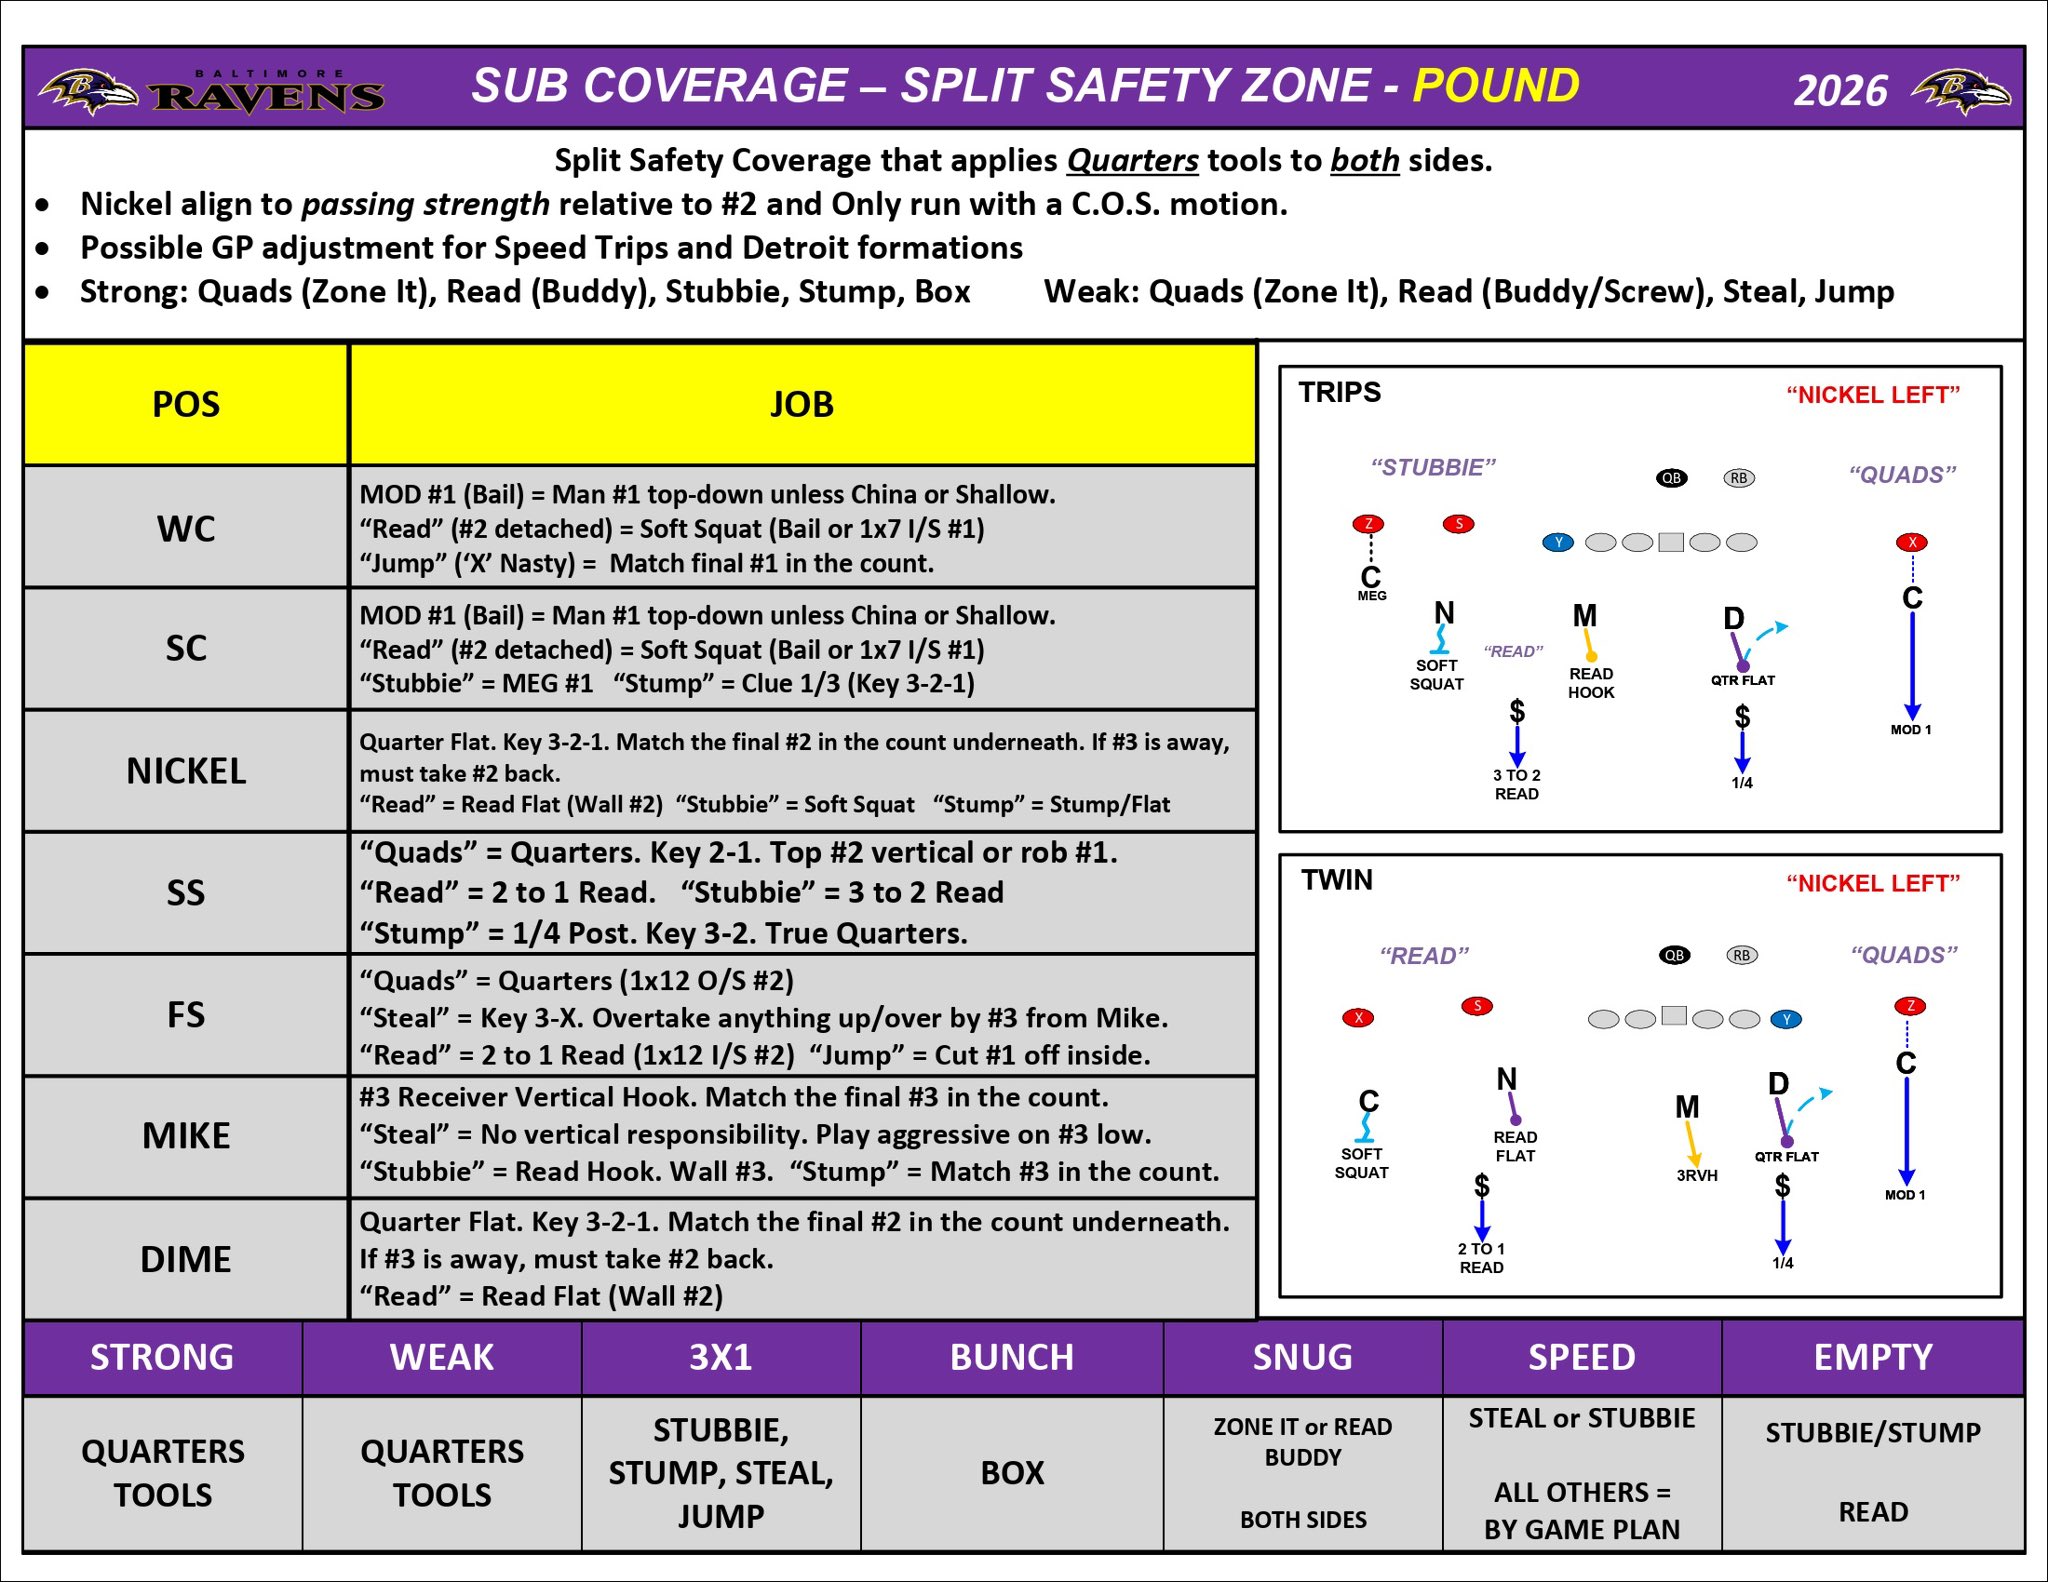 BALTIMORE
RAVENS
SUB COVERAGE – SPLIT SAFETY ZONE - POUND
2026
Split Safety Coverage that applies Quarters tools to both sides.
• Nickel align to passing strength relative to #2 and Only run with a C.O.S. motion.
• Possible GP adjustment for Speed Trips and Detroit formations
• Strong: Quads (Zone It), Read (Buddy), Stubbie, Stump, Box Weak: Quads (Zone It), Read (Buddy/Screw), Steal, Jump
POS
JOB
WC
MOD #1 (Bail) = Man #1 top-down unless China or Shallow.
“Read” (#2 detached) = Soft Squat (Bail or 1x7 I/S #1)
“Jump” (‘X’ Nasty) = Match final #1 in the count.
SC
MOD #1 (Bail) = Man #1 top-down unless China or Shallow.
“Read” (#2 detached) = Soft Squat (Bail or 1x7 I/S #1)
“Stubbie” = MEG #1 “Stump” = Clue 1/3 (Key 3-2-1)
NICKEL
Quarter Flat. Key 3-2-1. Match the final #2 in the count underneath. If #3 is away,
must take #2 back.
“Read” = Read Flat (Wall #2) “Stubbie” = Soft Squat “Stump” = Stump/Flat
SS
“Quads” = Quarters. Key 2-1. Top #2 vertical or rob #1.
“Read” = 2 to 1 Read. “Stubbie” = 3 to 2 Read
“Stump” = 1/4 Post. Key 3-2. True Quarters.
FS
“Quads” = Quarters (1x12 O/S #2)
“Steal” = Key 3-X. Overtake anything up/over by #3 from Mike.
“Read” = 2 to 1 Read (1x12 I/S #2) “Jump” = Cut #1 off inside.
MIKE
#3 Receiver Vertical Hook. Match the final #3 in the count.
“Steal” = No vertical responsibility. Play aggressive on #3 low.
“Stubbie” = Read Hook. Wall #3. “Stump” = Match #3 in the count.
DIME
Quarter Flat. Key 3-2-1. Match the final #2 in the count underneath.
If #3 is away, must take #2 back.
“Read” = Read Flat (Wall #2)
TRIPS
“NICKEL LEFT”
“STUBBIE”
QB
RB
“QUADS”
Z
S
Y
X
C
MEG
N
SOFT
SQUAT
“READ”
M
READ
HOOK
D
QTR FLAT
C
MOD 1
$
3 TO 2
READ
$
1/4
TWIN
“NICKEL LEFT”
“READ”
QB
RB
“QUADS”
X
S
Y
Z
C
SOFT
SQUAT
N
READ
FLAT
M
3RVH
D
QTR FLAT
C
MOD 1
$
2 TO 1
READ
$
1/4
STRONG
WEAK
3X1
BUNCH
SNUG
SPEED
EMPTY
QUARTERS
TOOLS
QUARTERS
TOOLS
STUBBIE,
STUMP, STEAL,
JUMP
BOX
ZONE IT or READ
BUDDY
BOTH SIDES
STEAL or STUBBIE
ALL OTHERS =
BY GAME PLAN
STUBBIE/STUMP
READ